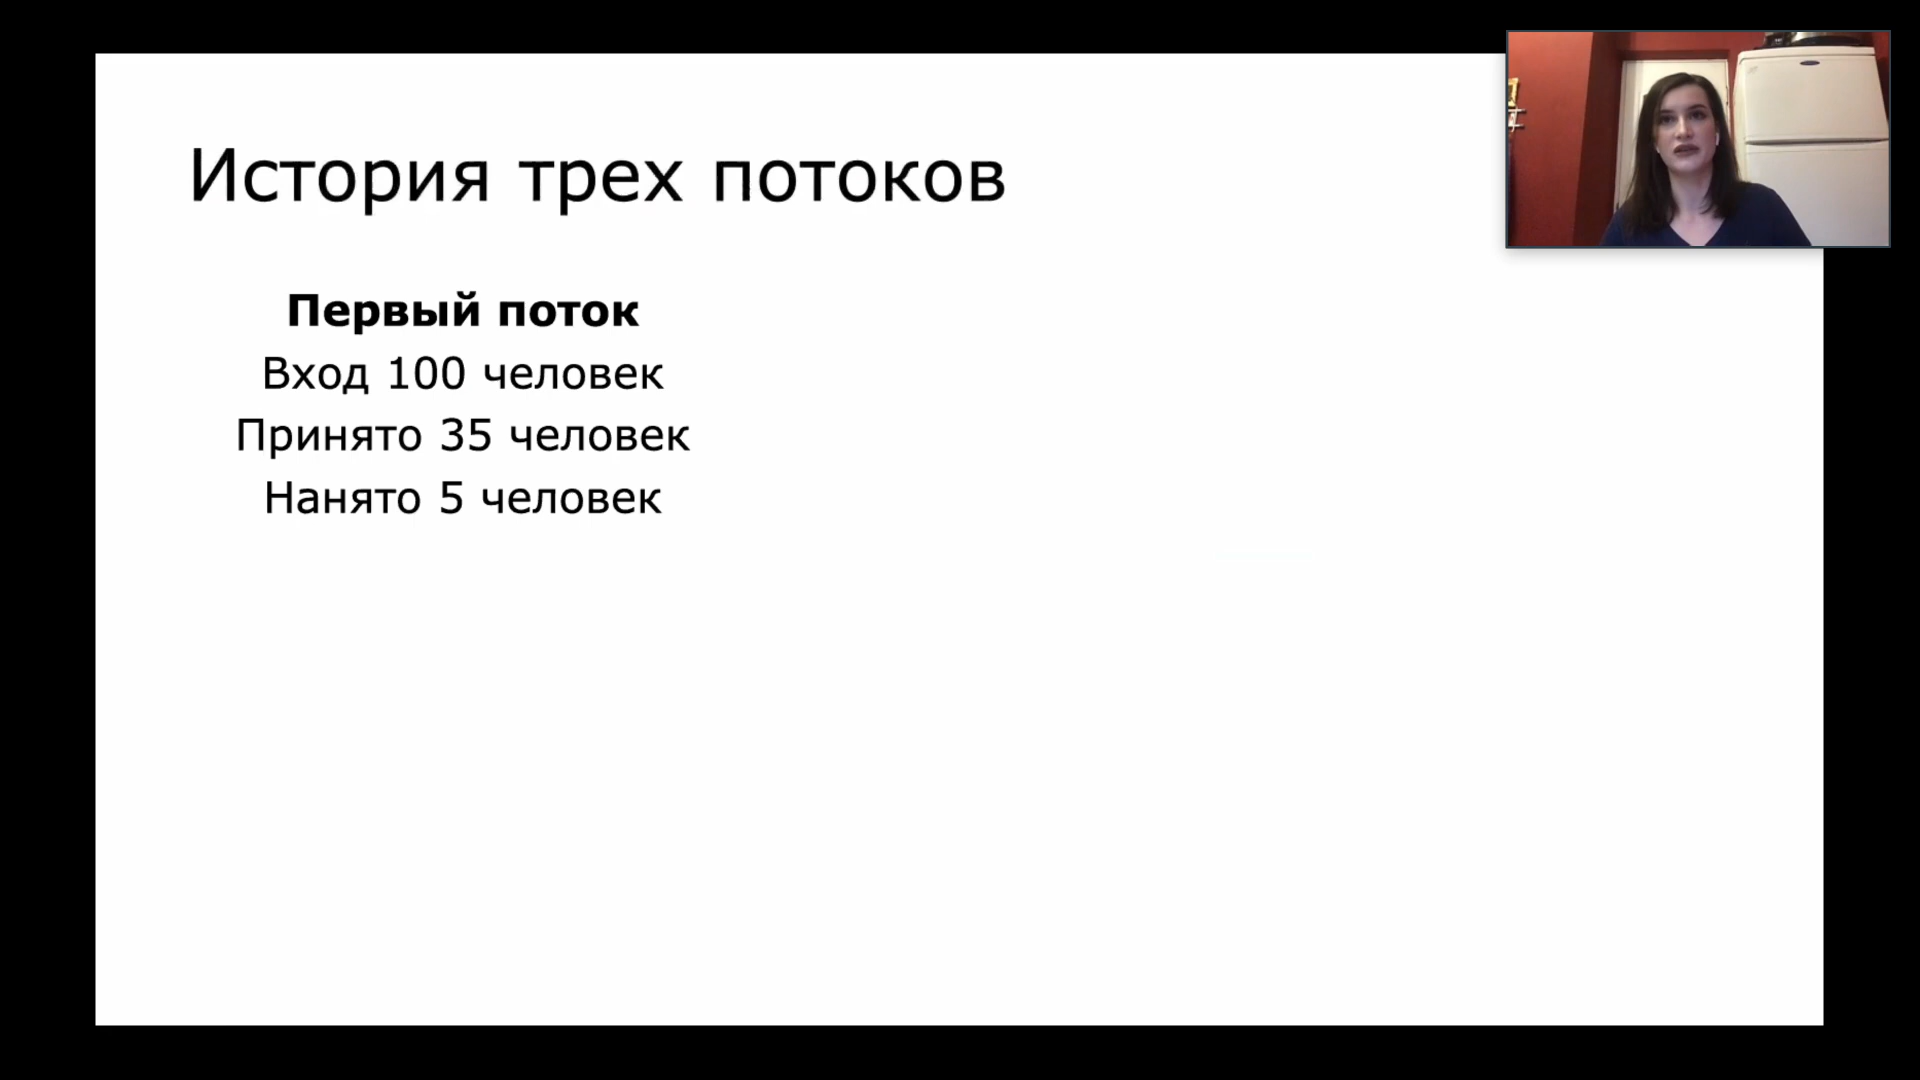 История трех потоков
Первый поток
Вход 100 человек
Принято 35 человек
Нанято 5 человек